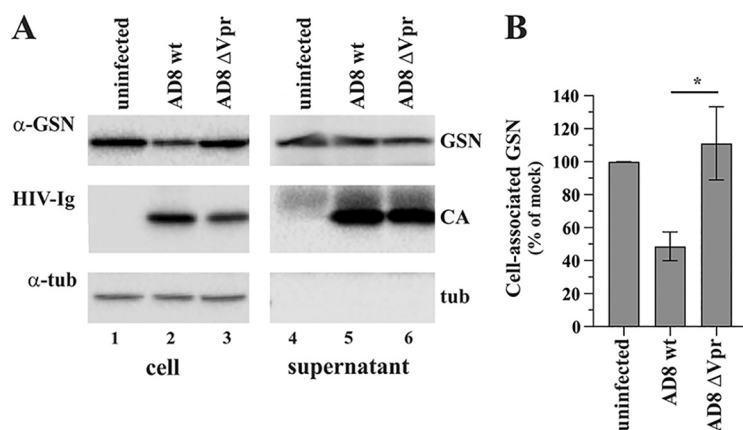 A
uninfected
AD8 wt
AD8 ΔVpr
uninfected
AD8 wt
AD8 ΔVpr
α-GSN
GSN
HIV-Ig
CA
α-tub
tub
1 2 3 4 5 6
cell supernatant
B
Cell-associated GSN
(% of mock)
*
140
120
100
80
60
40
20
0
uninfected
AD8 wt
AD8 ΔVpr